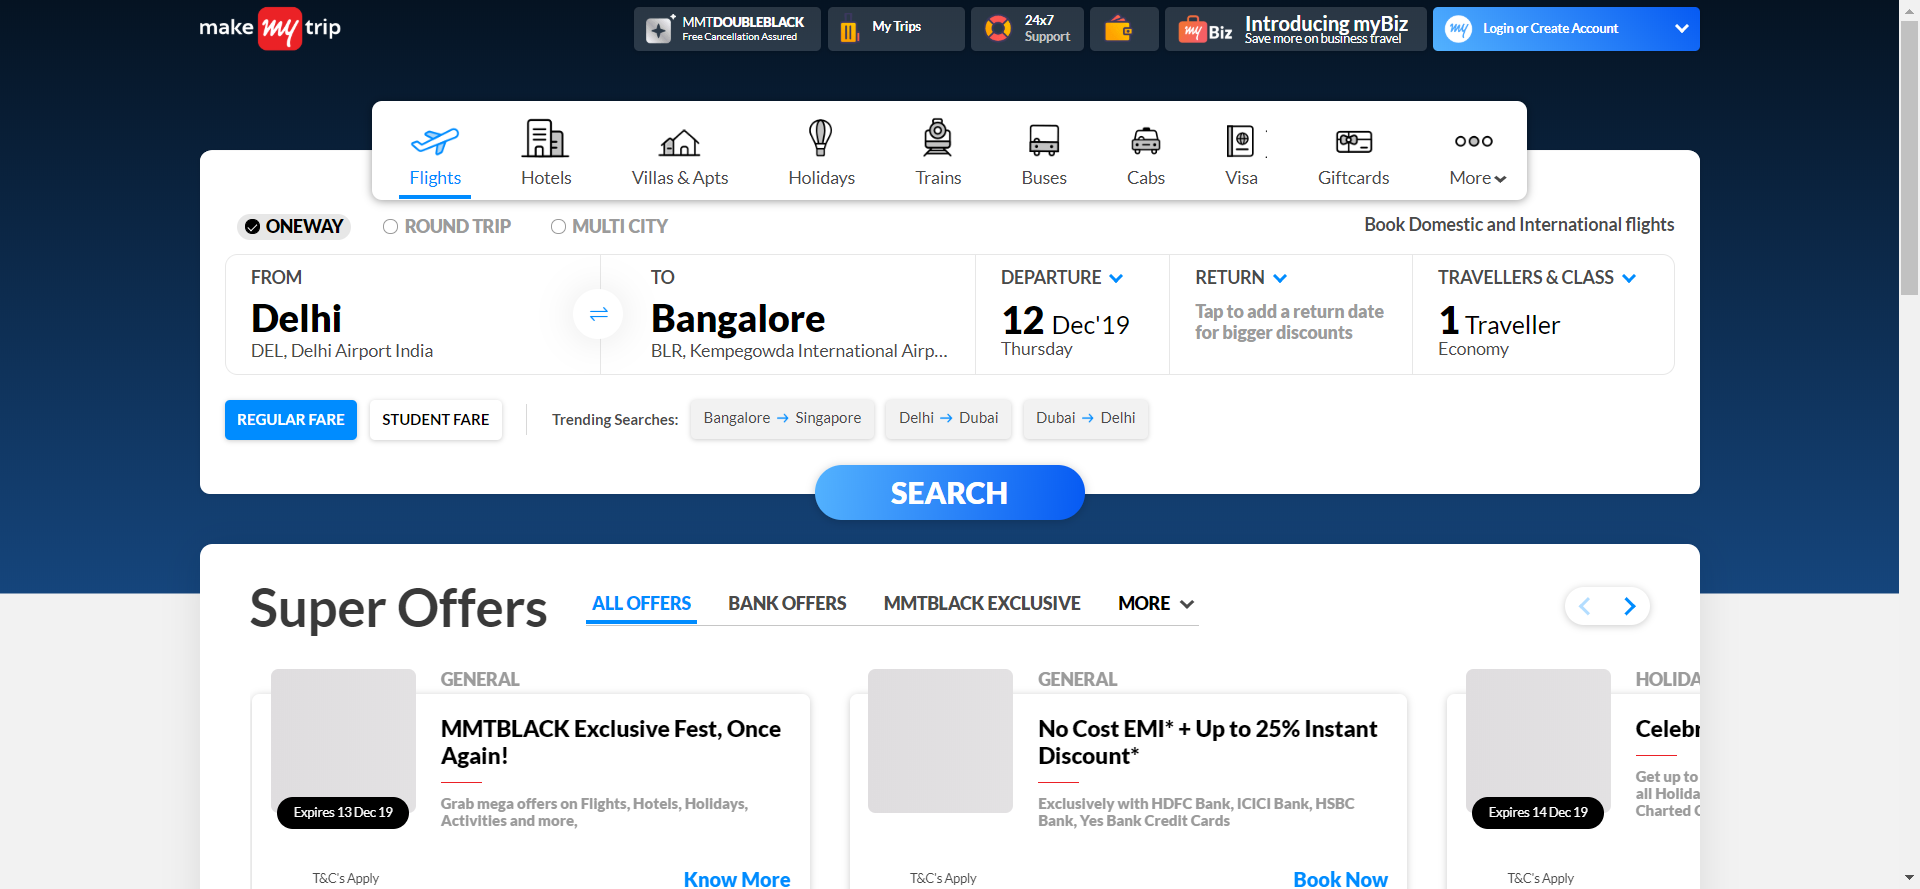 make my trip
MMTDOUBLEBLACK
Free Cancellation Assured
My Trips
24x7
Support
my Biz
Introducing myBiz
Save more on business travel
my
Login or Create Account
Flights
Hotels
Villas & Apts
Holidays
Trains
Buses
Cabs
Visa
Giftcards
More
ONEWAY
ROUND TRIP
MULTI CITY
Book Domestic and International flights
FROM
Delhi
DEL, Delhi Airport India
TO
Bangalore
BLR, Kempegowda International Airp...
DEPARTURE
12 Dec'19
Thursday
RETURN
Tap to add a return date
for bigger discounts
TRAVELLERS & CLASS
1 Traveller
Economy
REGULAR FARE
STUDENT FARE
Trending Searches:
Bangalore → Singapore
Delhi → Dubai
Dubai → Delhi
SEARCH
Super Offers
ALL OFFERS
BANK OFFERS
MMTBLACK EXCLUSIVE
MORE
GENERAL
MMTBLACK Exclusive Fest, Once
Again!
Grab mega offers on Flights, Hotels, Holidays,
Activities and more,
Expires 13 Dec 19
T&C's Apply
Know More
GENERAL
No Cost EMI* + Up to 25% Instant
Discount*
Exclusively with HDFC Bank, ICICI Bank, HSBC
Bank, Yes Bank Credit Cards
T&C's Apply
Book Now
HOLIDA
Celebr
Get up to
all Holida
Charted C
Expires 14 Dec 19
T&C's Apply